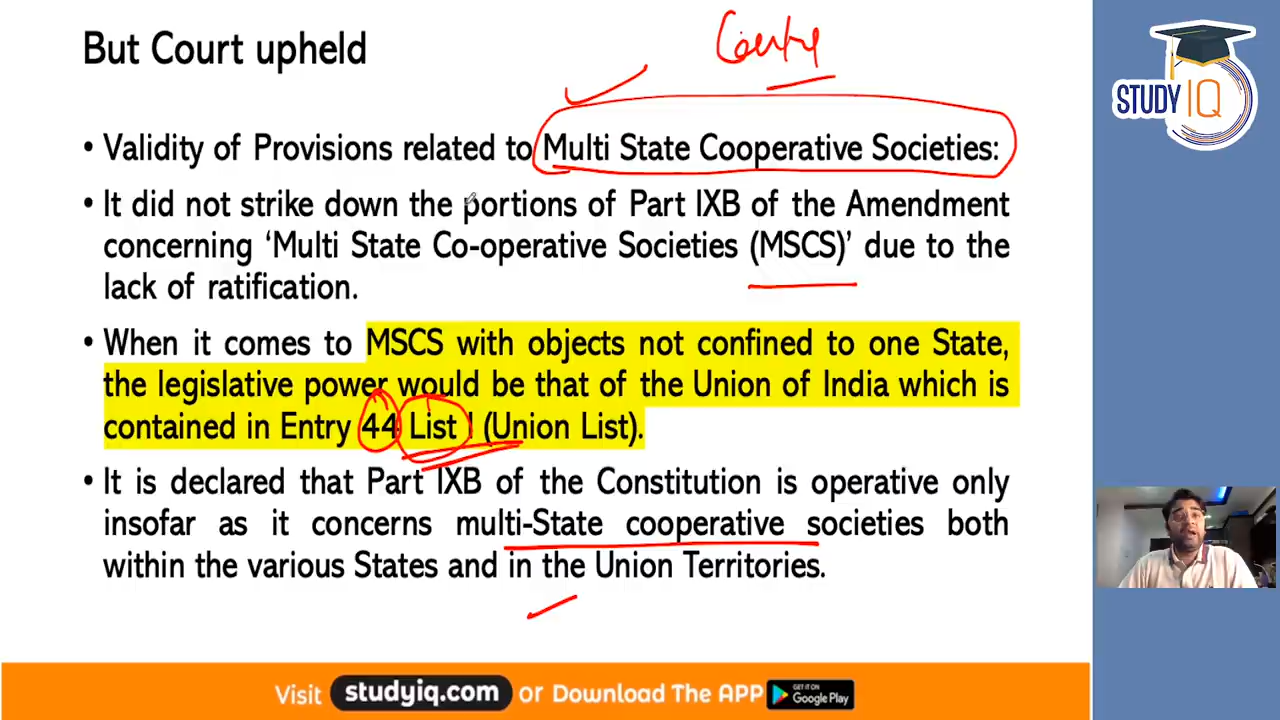 But Court upheld
Centre
STUDY IQ
• Validity of Provisions related to Multi State Cooperative Societies:
• It did not strike down the portions of Part IXB of the Amendment
concerning ‘Multi State Co-operative Societies (MSCS)’ due to the
lack of ratification.
• When it comes to MSCS with objects not confined to one State,
the legislative power would be that of the Union of India which is
contained in Entry 44 List I (Union List).
• It is declared that Part IXB of the Constitution is operative only
insofar as it concerns multi-State cooperative societies both
within the various States and in the Union Territories.
Visit studyiq.com or Download The APP GET IT ON Google Play